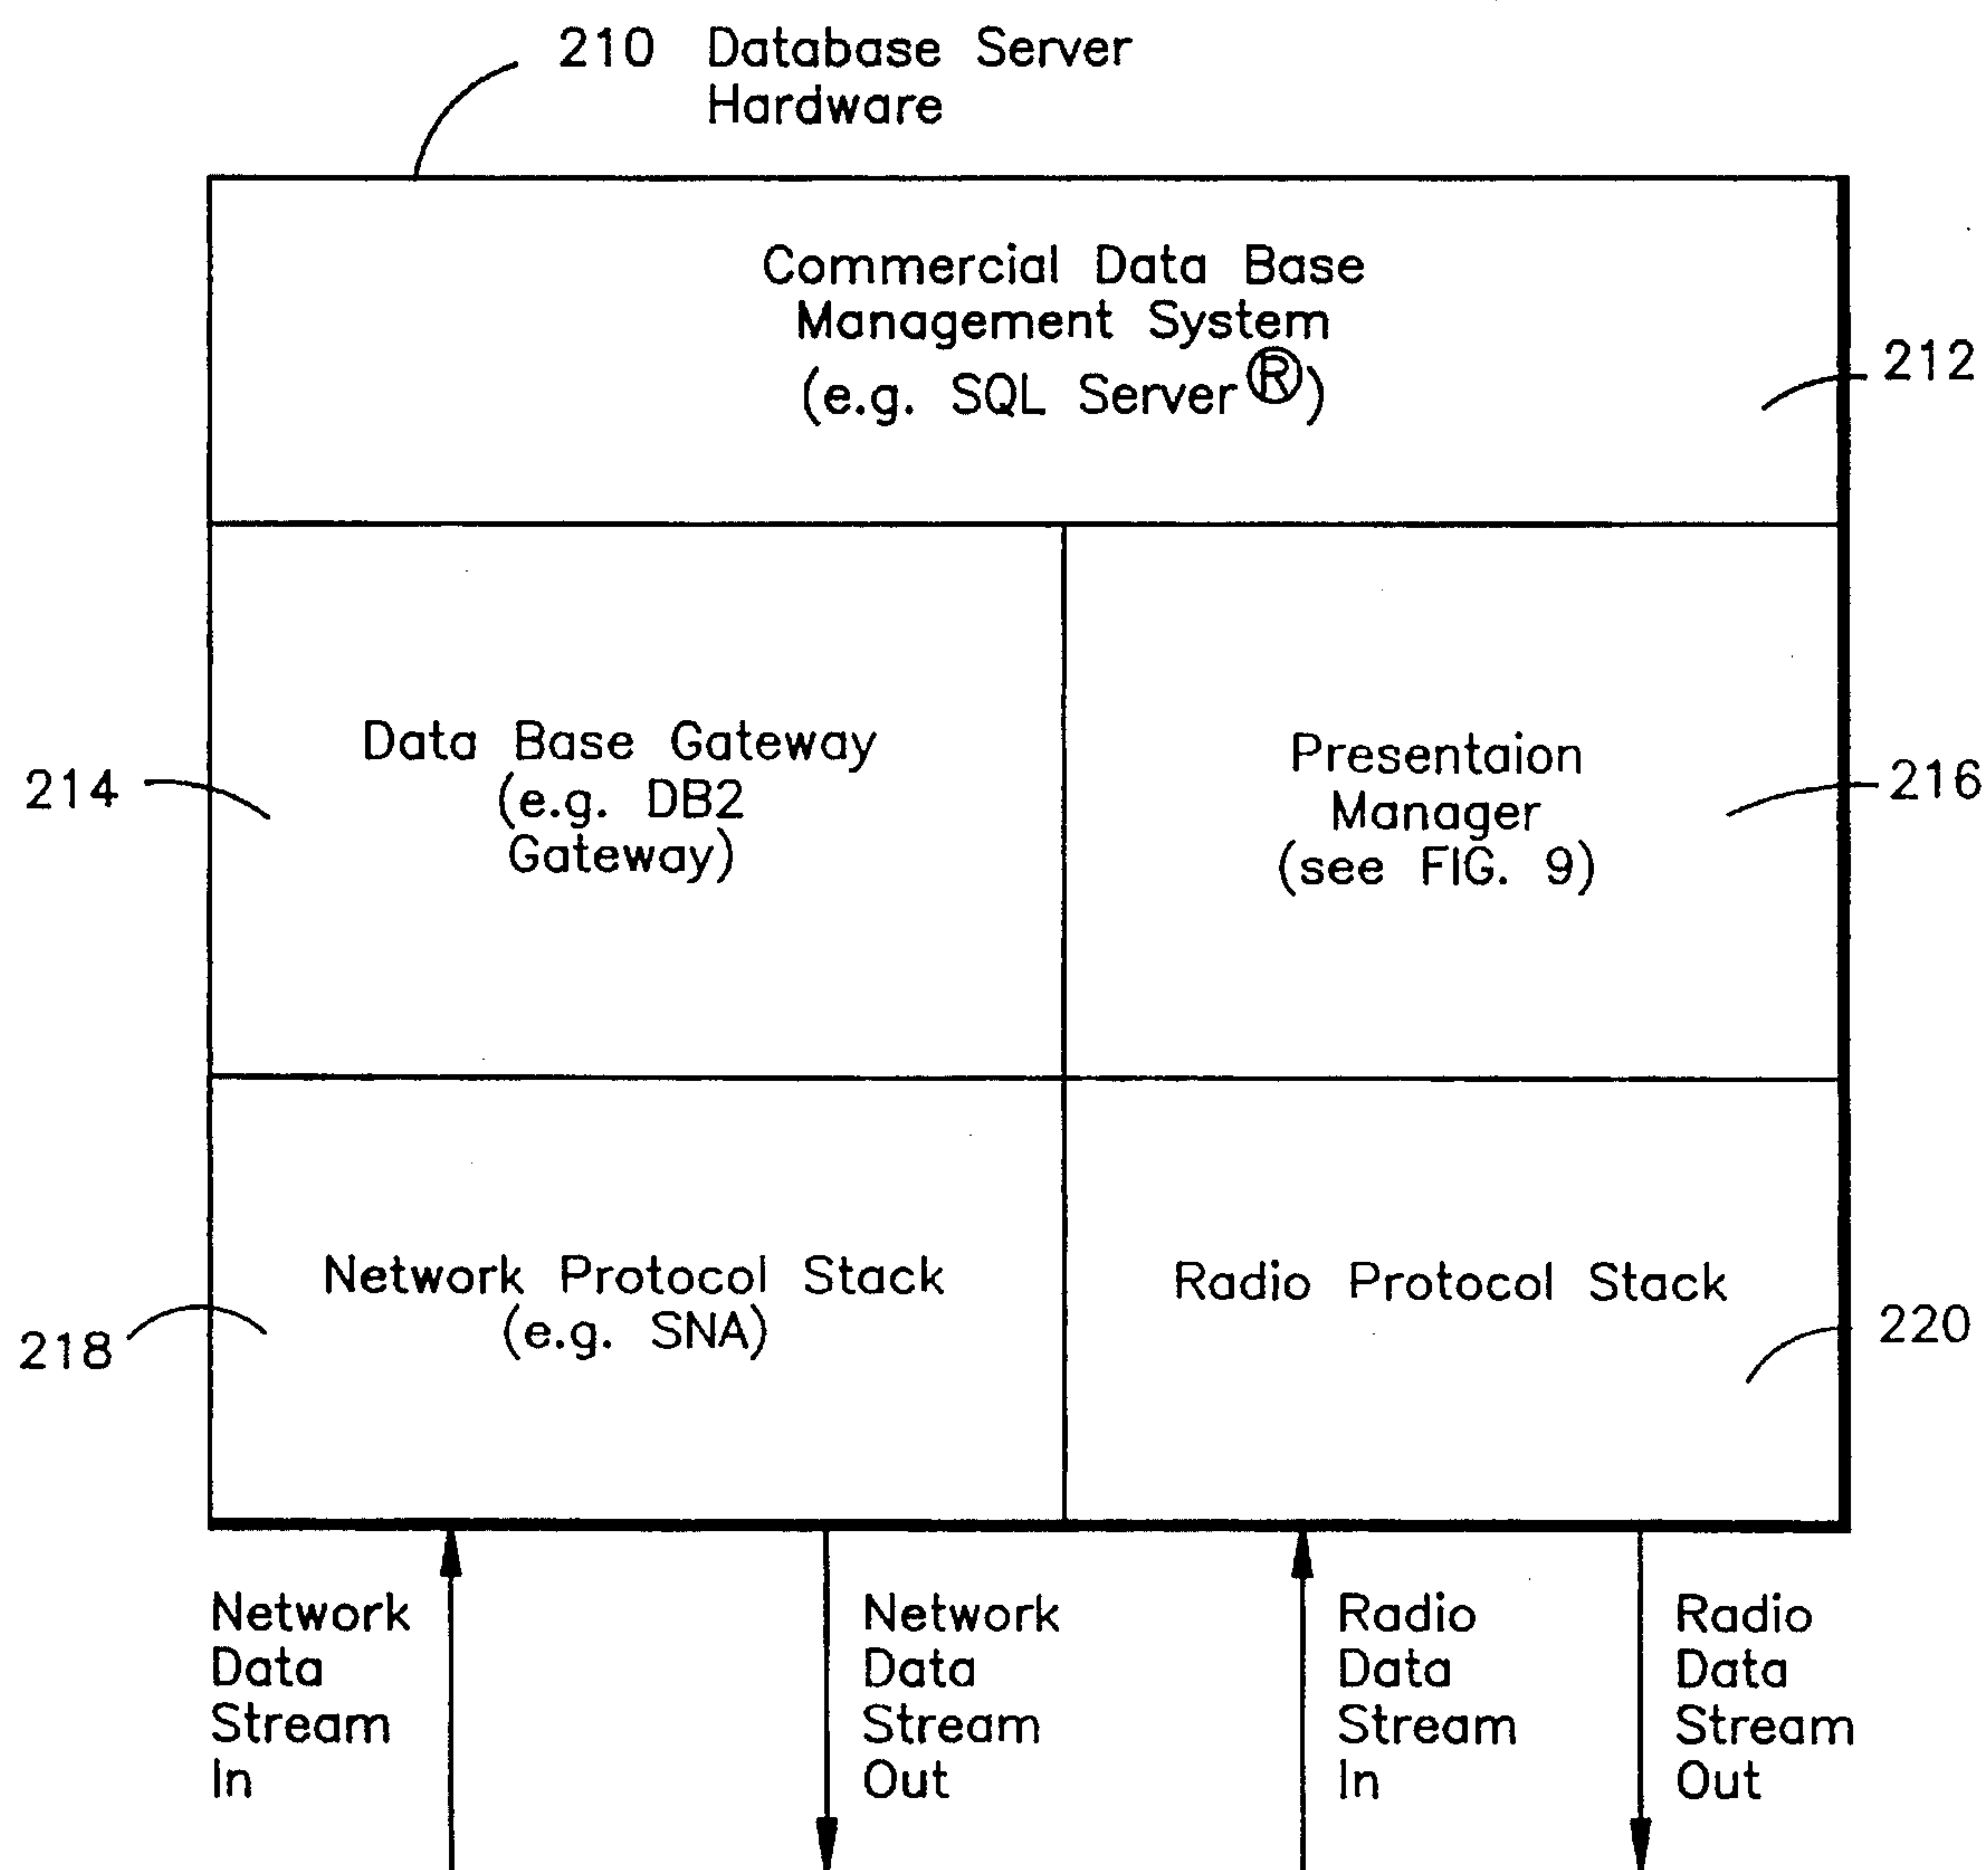 210 Database Server
Hardware
Commercial Data Base
Management System
(e.g. SQL Server®)
212
Data Base Gateway
(e.g. DB2
Gateway)
214
Presentaion
Manager
(see FIG. 9)
216
Network Protocol Stack
(e.g. SNA)
218
Radio Protocol Stack
220
Network
Data
Stream
In
Network
Data
Stream
Out
Radio
Data
Stream
In
Radio
Data
Stream
Out